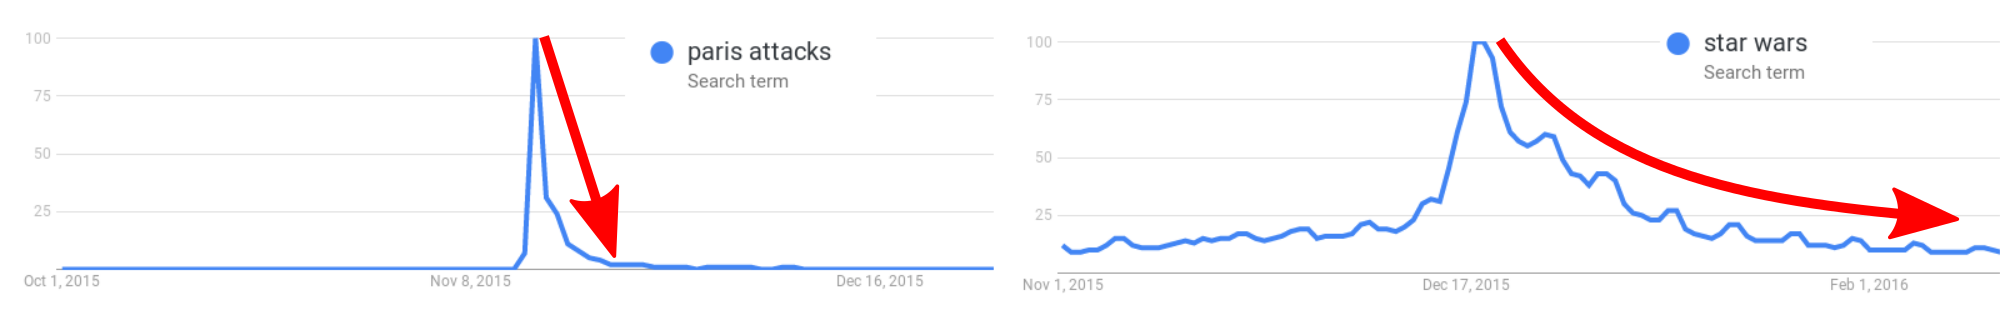 100
75
50
25
paris attacks
Search term
Oct 1, 2015
Nov 8, 2015
Dec 16, 2015
100
75
50
25
star wars
Search term
Nov 1, 2015
Dec 17, 2015
Feb 1, 2016